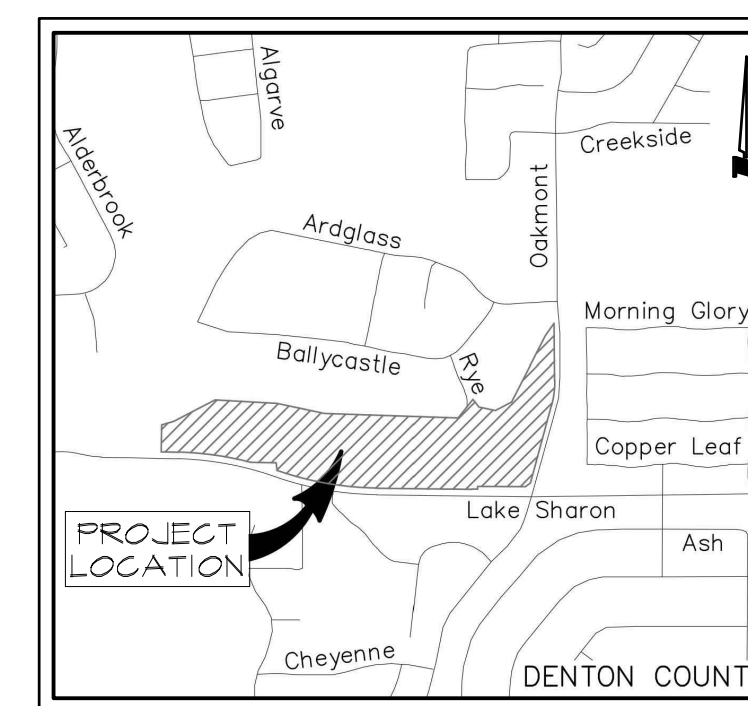 Algarve
Alderbrook
Creekside
Oakmont
Ardglass
Morning Glory
Ballycastle
Rye
Copper Leaf
Lake Sharon
PROJECT
LOCATION
Ash
Cheyenne
DENTON COUNT